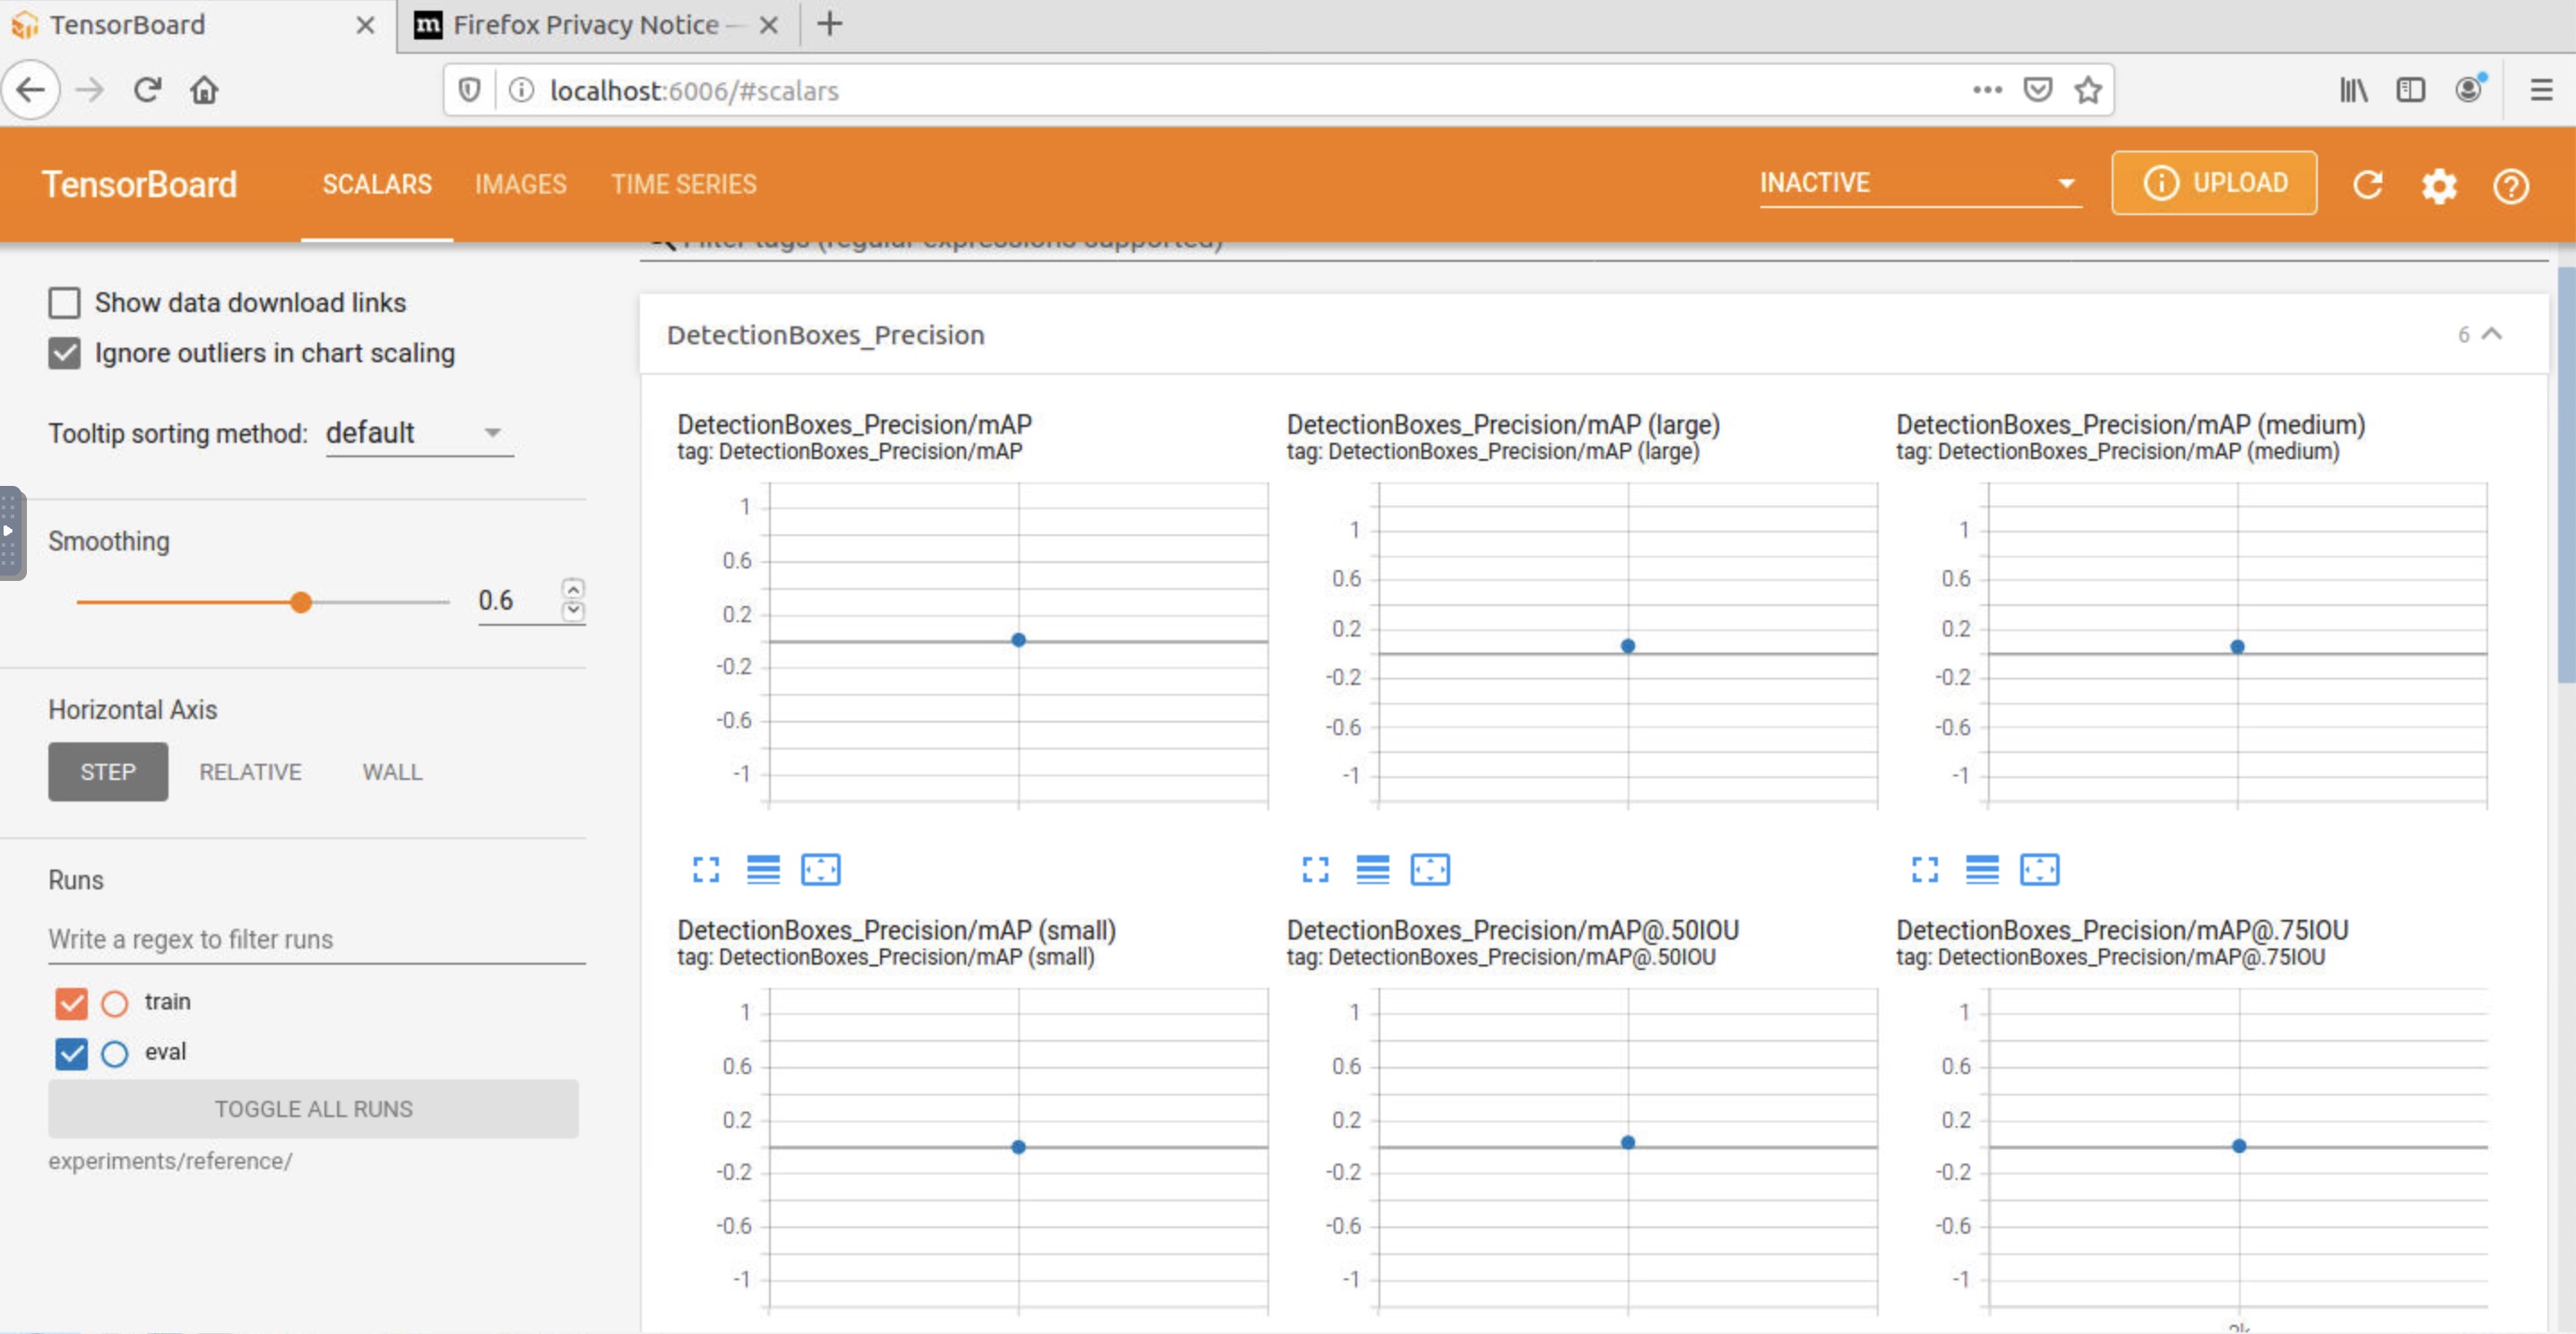 TensorBoard
Firefox Privacy Notice —
localhost:6006/#scalars
TensorBoard
SCALARS
IMAGES
TIME SERIES
INACTIVE
UPLOAD
Filter tags (regular expressions supported)
Show data download links
Ignore outliers in chart scaling
Tooltip sorting method: default
Smoothing
0.6
Horizontal Axis
STEP
RELATIVE
WALL
Runs
Write a regex to filter runs
train
eval
TOGGLE ALL RUNS
experiments/reference/
DetectionBoxes_Precision
6
DetectionBoxes_Precision/mAP
tag: DetectionBoxes_Precision/mAP
1
0.6
0.2
-0.2
-0.6
-1
DetectionBoxes_Precision/mAP (large)
tag: DetectionBoxes_Precision/mAP (large)
1
0.6
0.2
-0.2
-0.6
-1
DetectionBoxes_Precision/mAP (medium)
tag: DetectionBoxes_Precision/mAP (medium)
1
0.6
0.2
-0.2
-0.6
-1
DetectionBoxes_Precision/mAP (small)
tag: DetectionBoxes_Precision/mAP (small)
1
0.6
0.2
-0.2
-0.6
-1
DetectionBoxes_Precision/mAP@.50IOU
tag: DetectionBoxes_Precision/mAP@.50IOU
1
0.6
0.2
-0.2
-0.6
-1
DetectionBoxes_Precision/mAP@.75IOU
tag: DetectionBoxes_Precision/mAP@.75IOU
1
0.6
0.2
-0.2
-0.6
-1